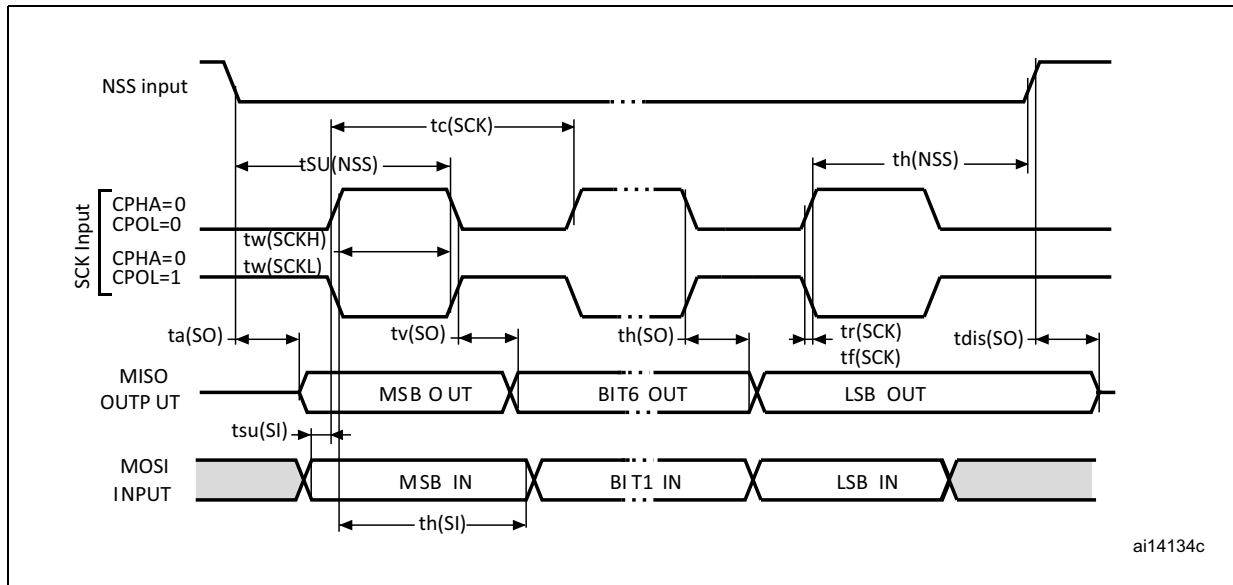 NSS input
tc(SCK)
tSU(NSS)
th(NSS)
SCK Input
CPHA=0
CPOL=0
tw(SCKH)
CPHA=0
tw(SCKL)
CPOL=1
ta(SO)
tv(SO)
th(SO)
tr(SCK)
tf(SCK)
tdis(SO)
MISO
OUTP UT
MSB O UT
BIT6 OUT
LSB OUT
tsu(SI)
MOSI
INPUT
MSB IN
BIT1 IN
LSB IN
th(SI)
ai14134c